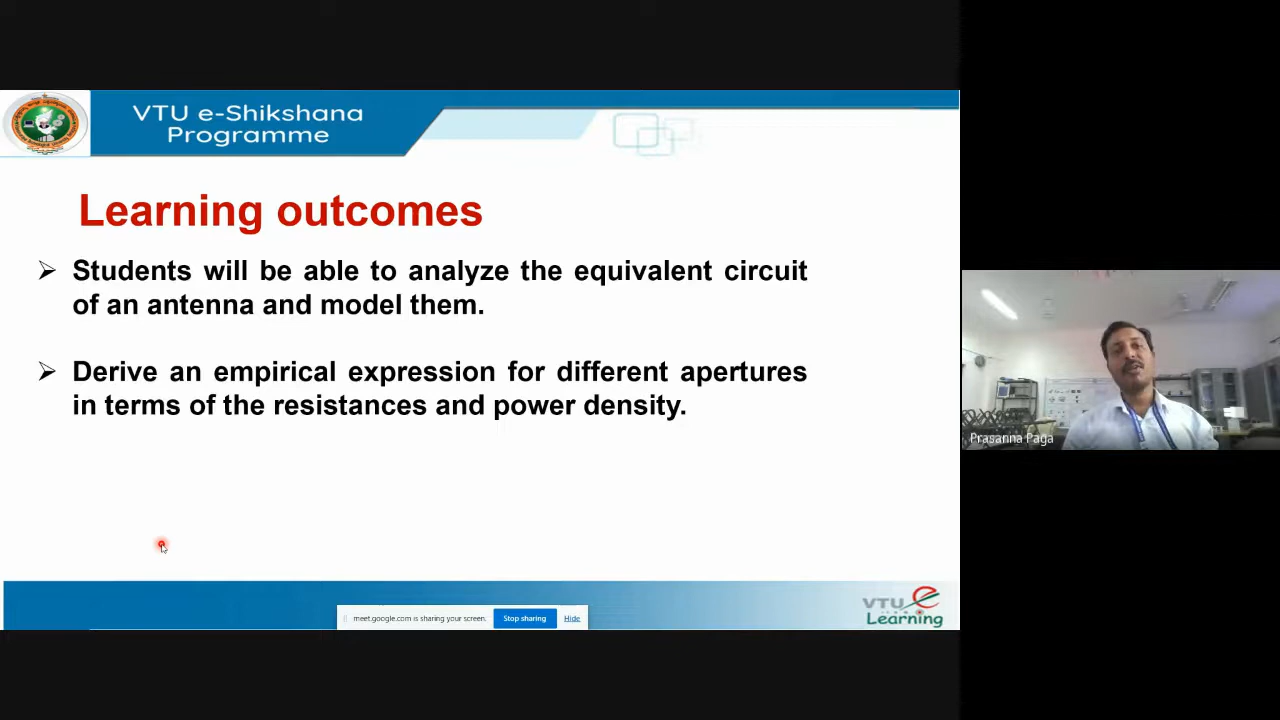 VTU e-Shikshana
Programme
Learning outcomes
➢ Students will be able to analyze the equivalent circuit
of an antenna and model them.
➢ Derive an empirical expression for different apertures
in terms of the resistances and power density.
Prasanna Paga
meet.google.com is sharing your screen.
Stop sharing
Hide
VTU e
Learning